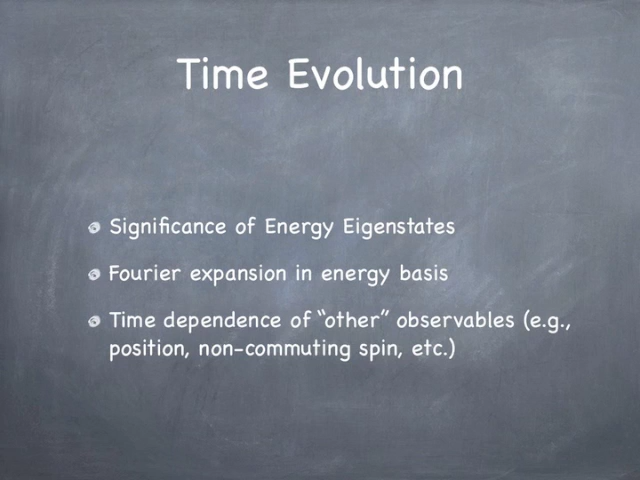 Time Evolution
Significance of Energy Eigenstates
Fourier expansion in energy basis
Time dependence of “other” observables (e.g.,
position, non-commuting spin, etc.)